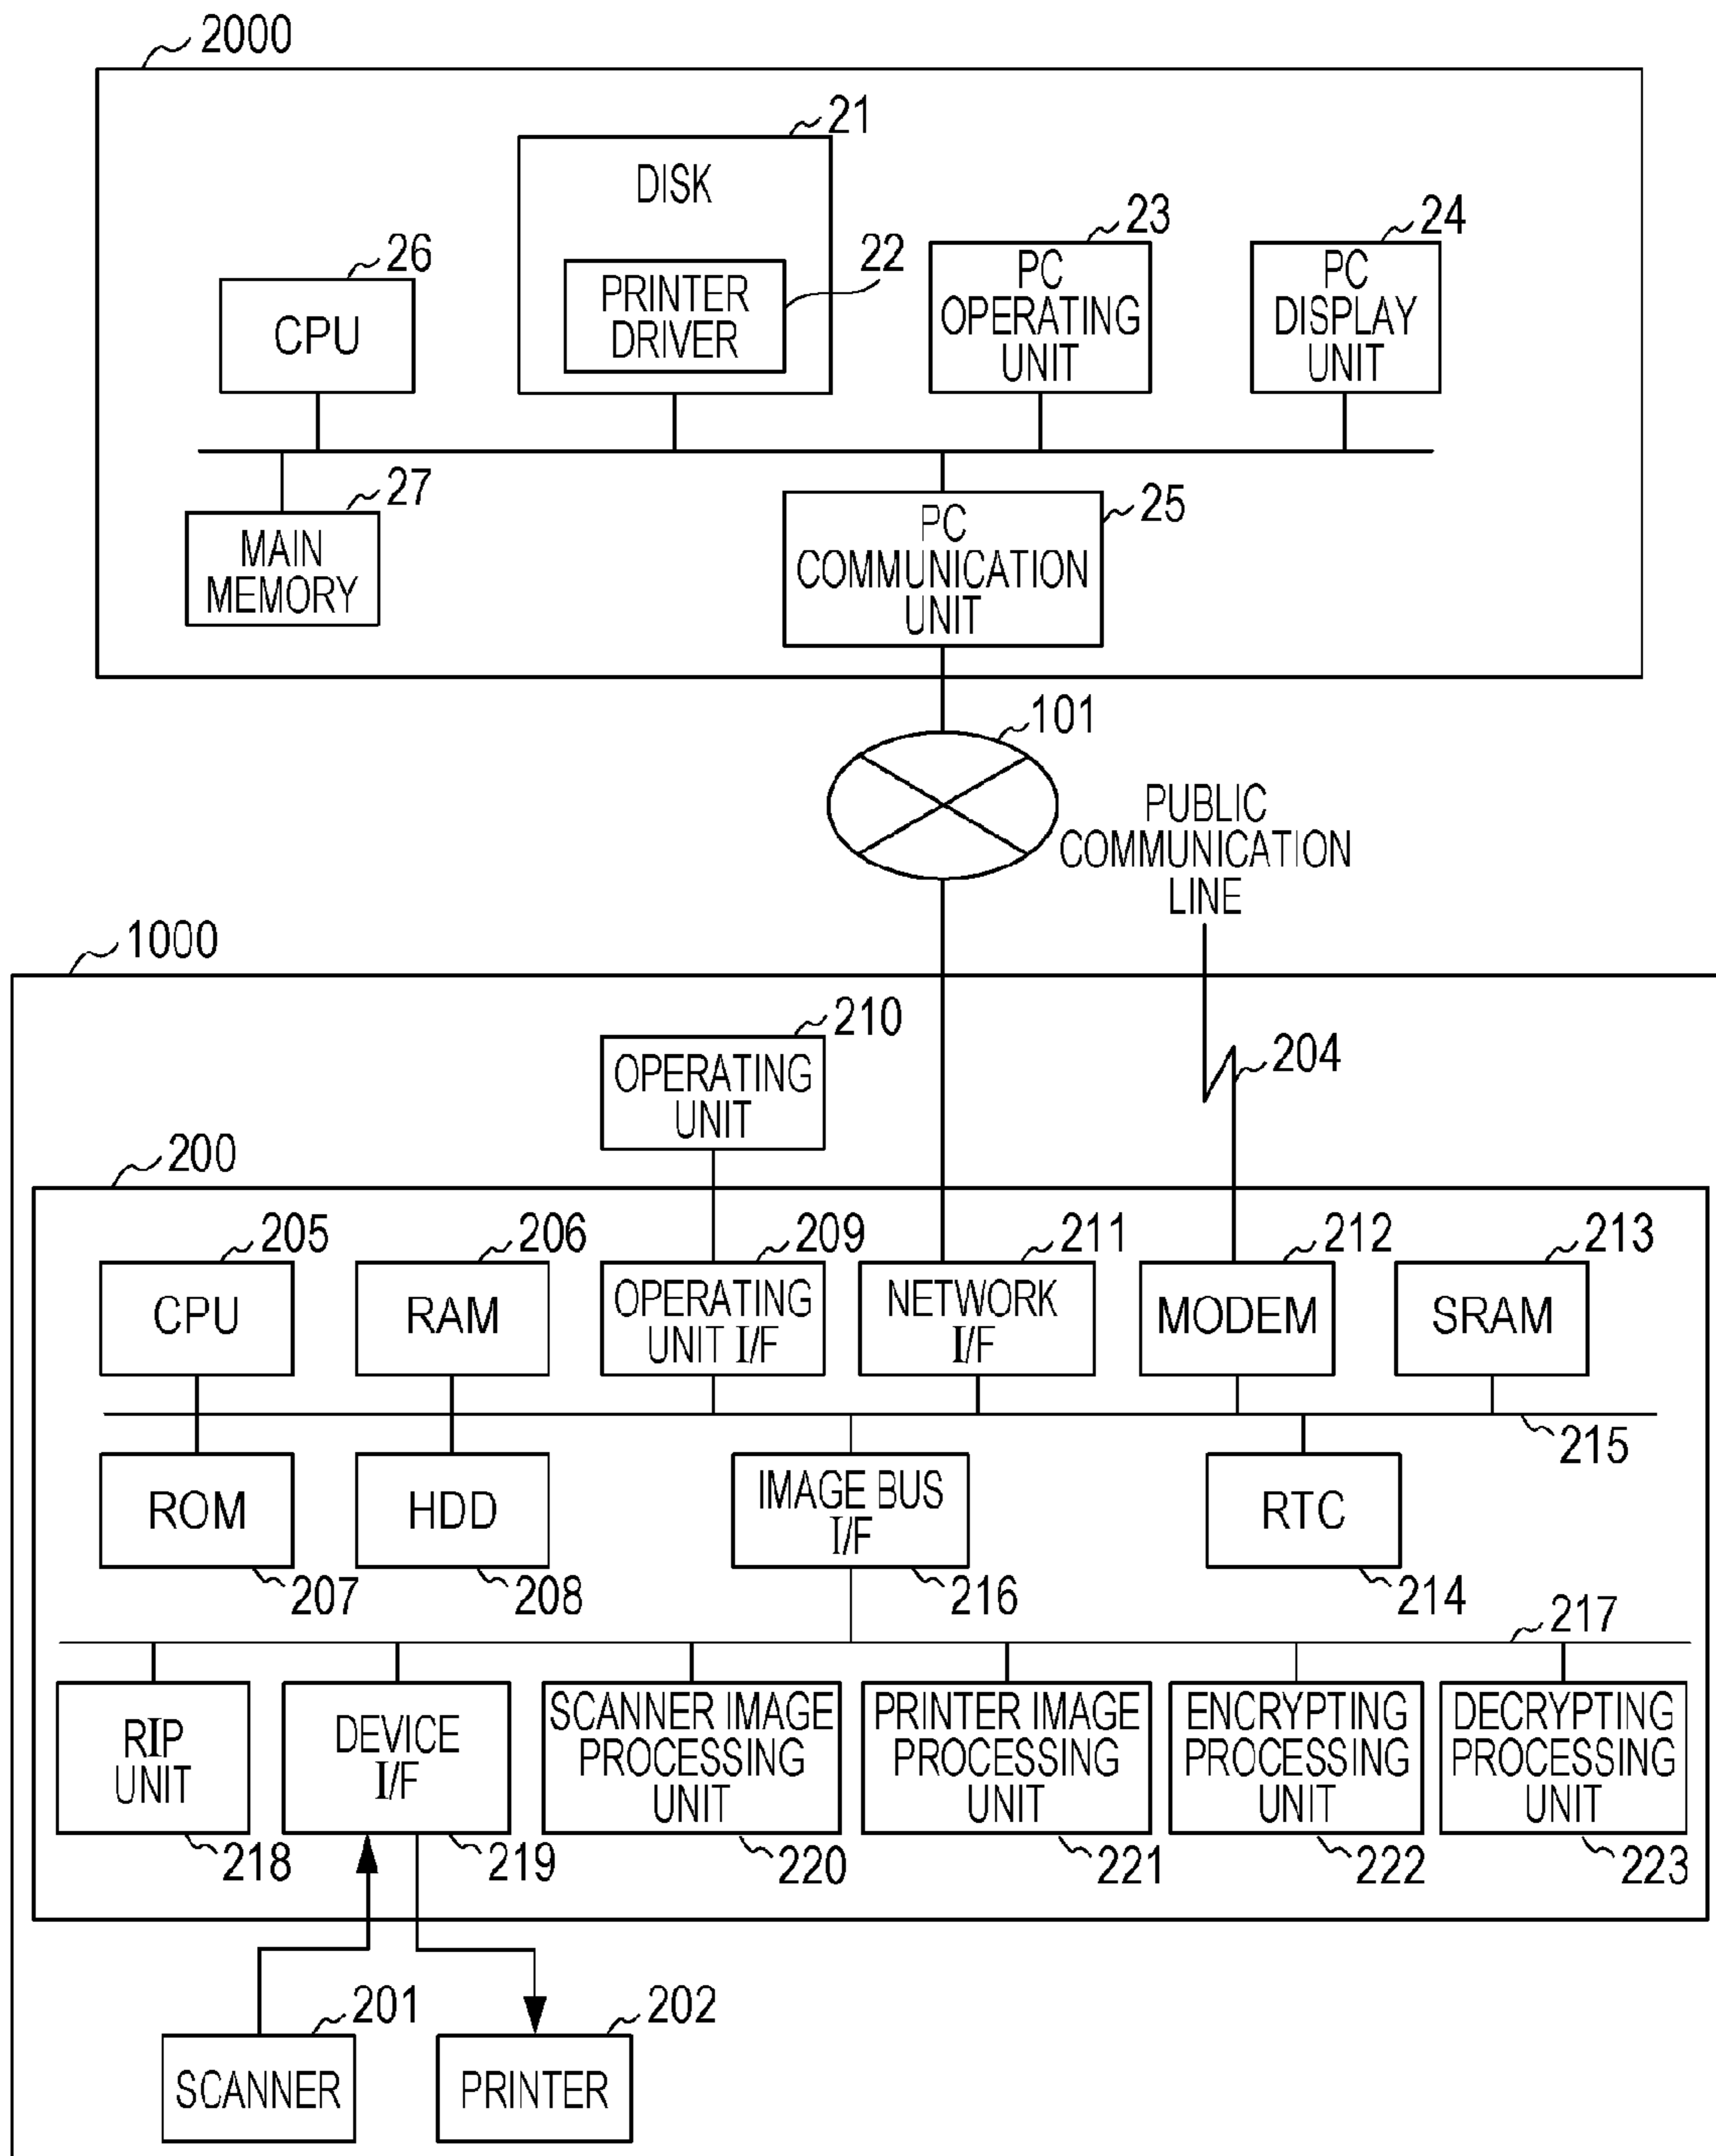 2000
21
DISK
23
24
26
22
PRINTER
DRIVER
PC
OPERATING
UNIT
PC
DISPLAY
UNIT
CPU
27
25
MAIN
MEMORY
PC
COMMUNICATION
UNIT
101
PUBLIC
COMMUNICATION
LINE
1000
210
204
OPERATING
UNIT
200
205
206
209
211
212
213
CPU
RAM
OPERATING
UNIT I/F
NETWORK
I/F
MODEM
SRAM
215
ROM
HDD
IMAGE BUS
I/F
RTC
207
208
216
214
217
RIP
UNIT
DEVICE
I/F
SCANNER IMAGE
PROCESSING
UNIT
PRINTER IMAGE
PROCESSING
UNIT
ENCRYPTING
PROCESSING
UNIT
DECRYPTING
PROCESSING
UNIT
218
219
220
221
222
223
201
202
SCANNER
PRINTER